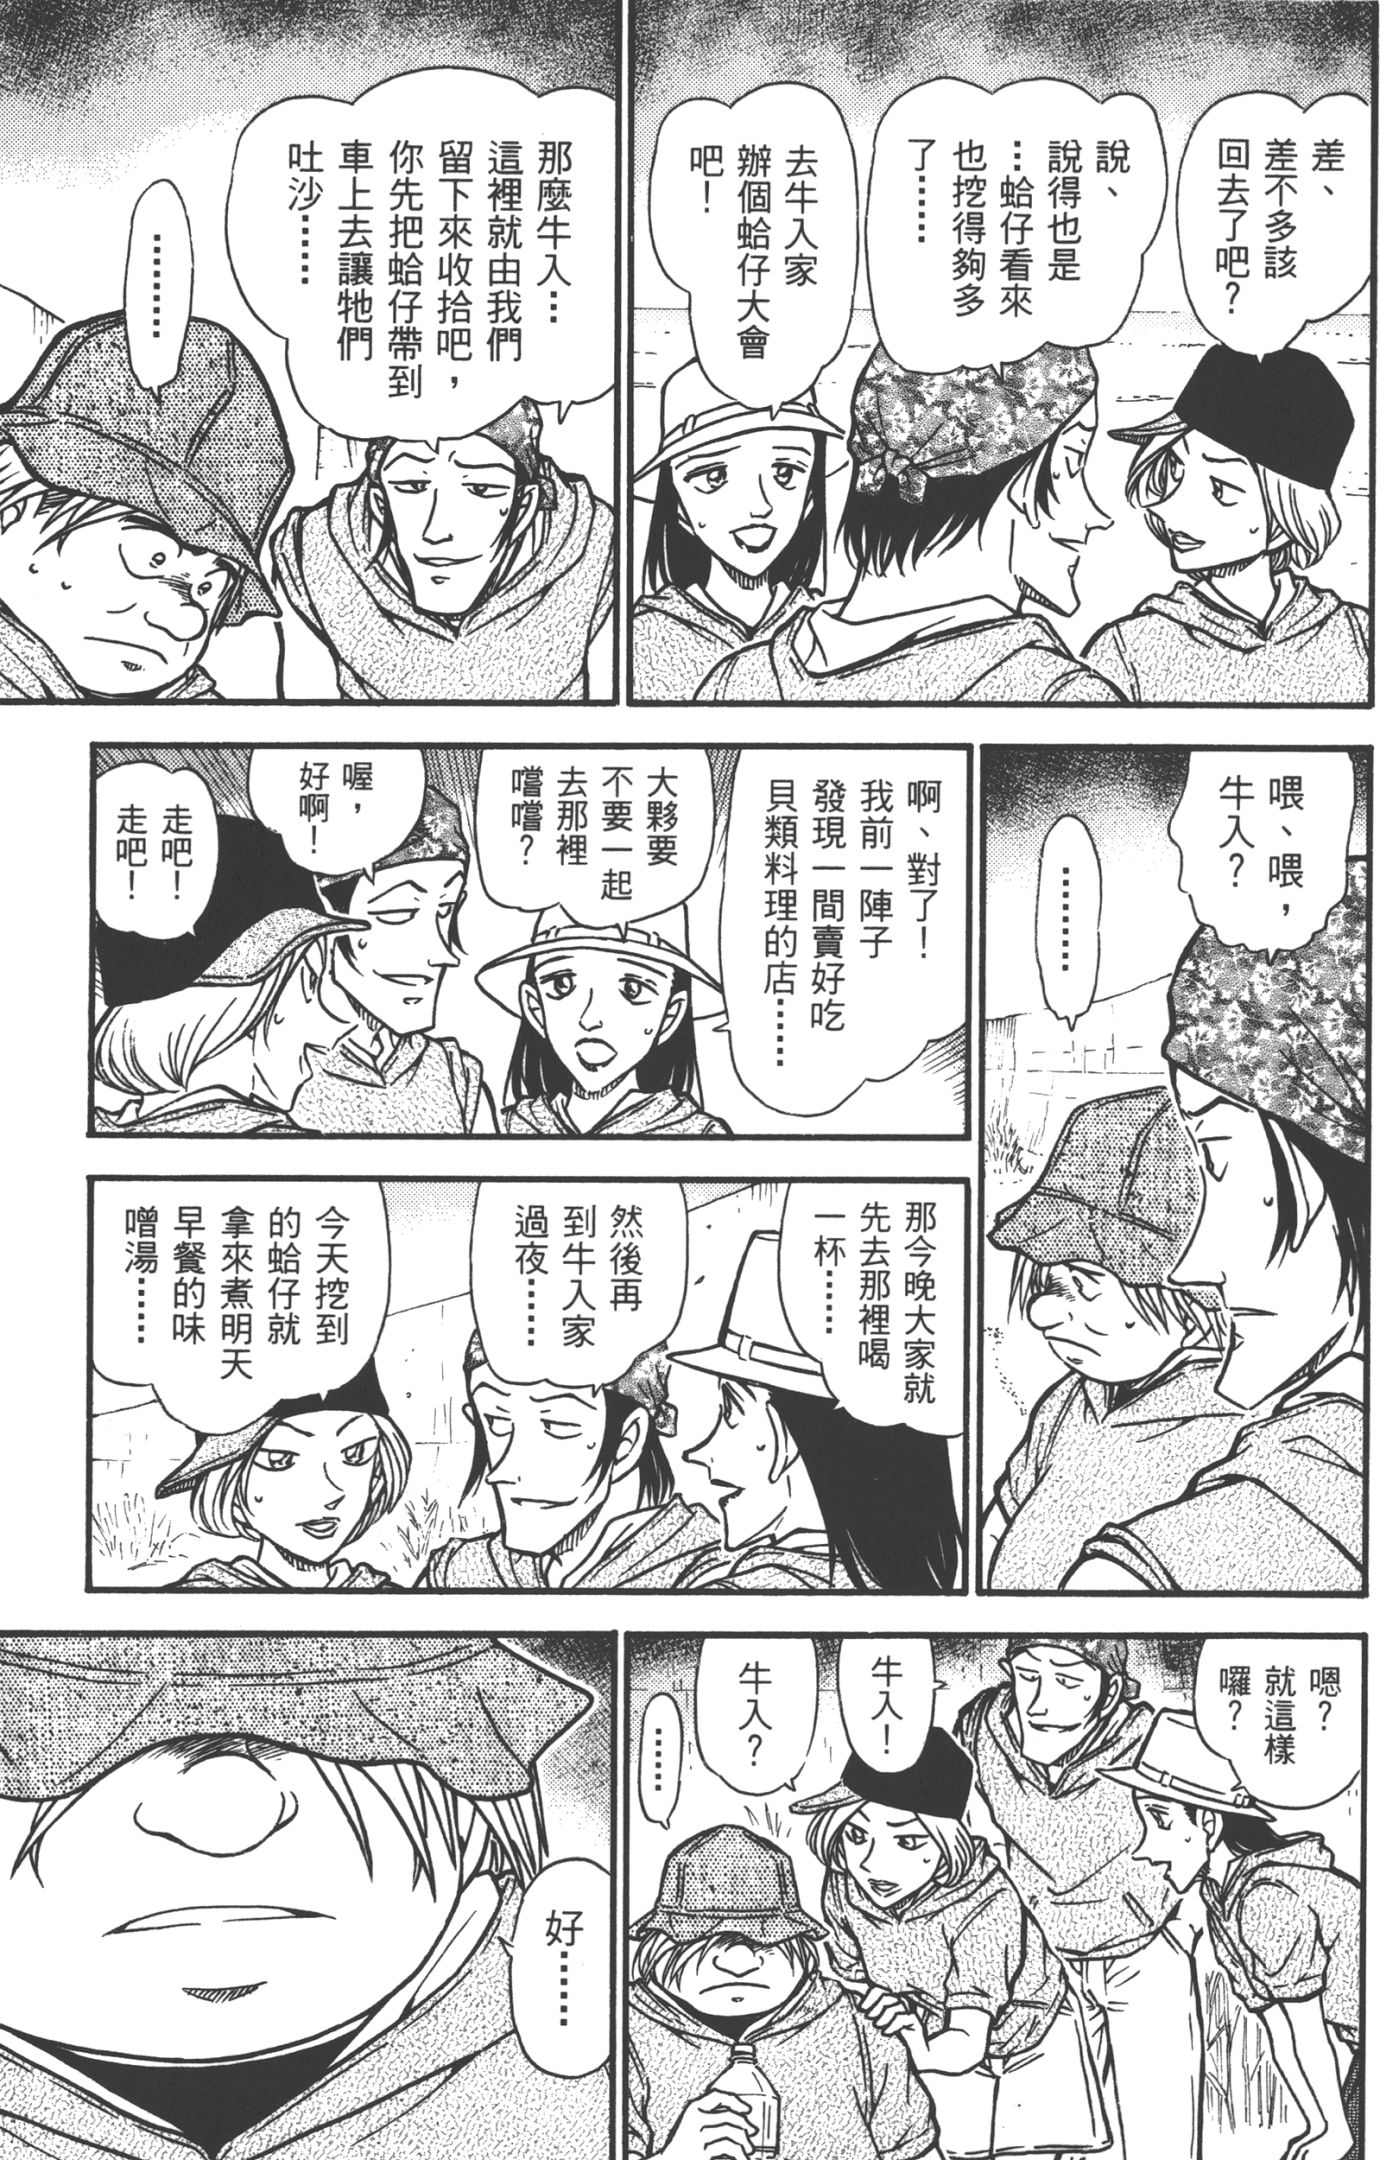 差、
差不多該
回去了吧？
說、
說得也是
…蛤仔看來
也挖得夠多
了……
去牛入家
辦個蛤仔大會
吧！
那麼牛入…
這裡就由我們
留下來收拾吧，
你先把蛤仔帶到
車上去讓牠們
吐沙……
………
喂、喂，
牛入？
………
啊、對了！
我前一陣子
發現一間賣好吃
貝類料理的店……
大夥要
不要一起
去那裡
嚐嚐？
喔，
好啊！
走吧！
走吧！
那今晚大家就
先去那裡喝
一杯……
然後再
到牛入家
過夜……
今天挖到
的蛤仔就
拿來煮明天
早餐的味
噌湯……
嗯？
就這樣
囉？
牛入！
牛入？
……
好……